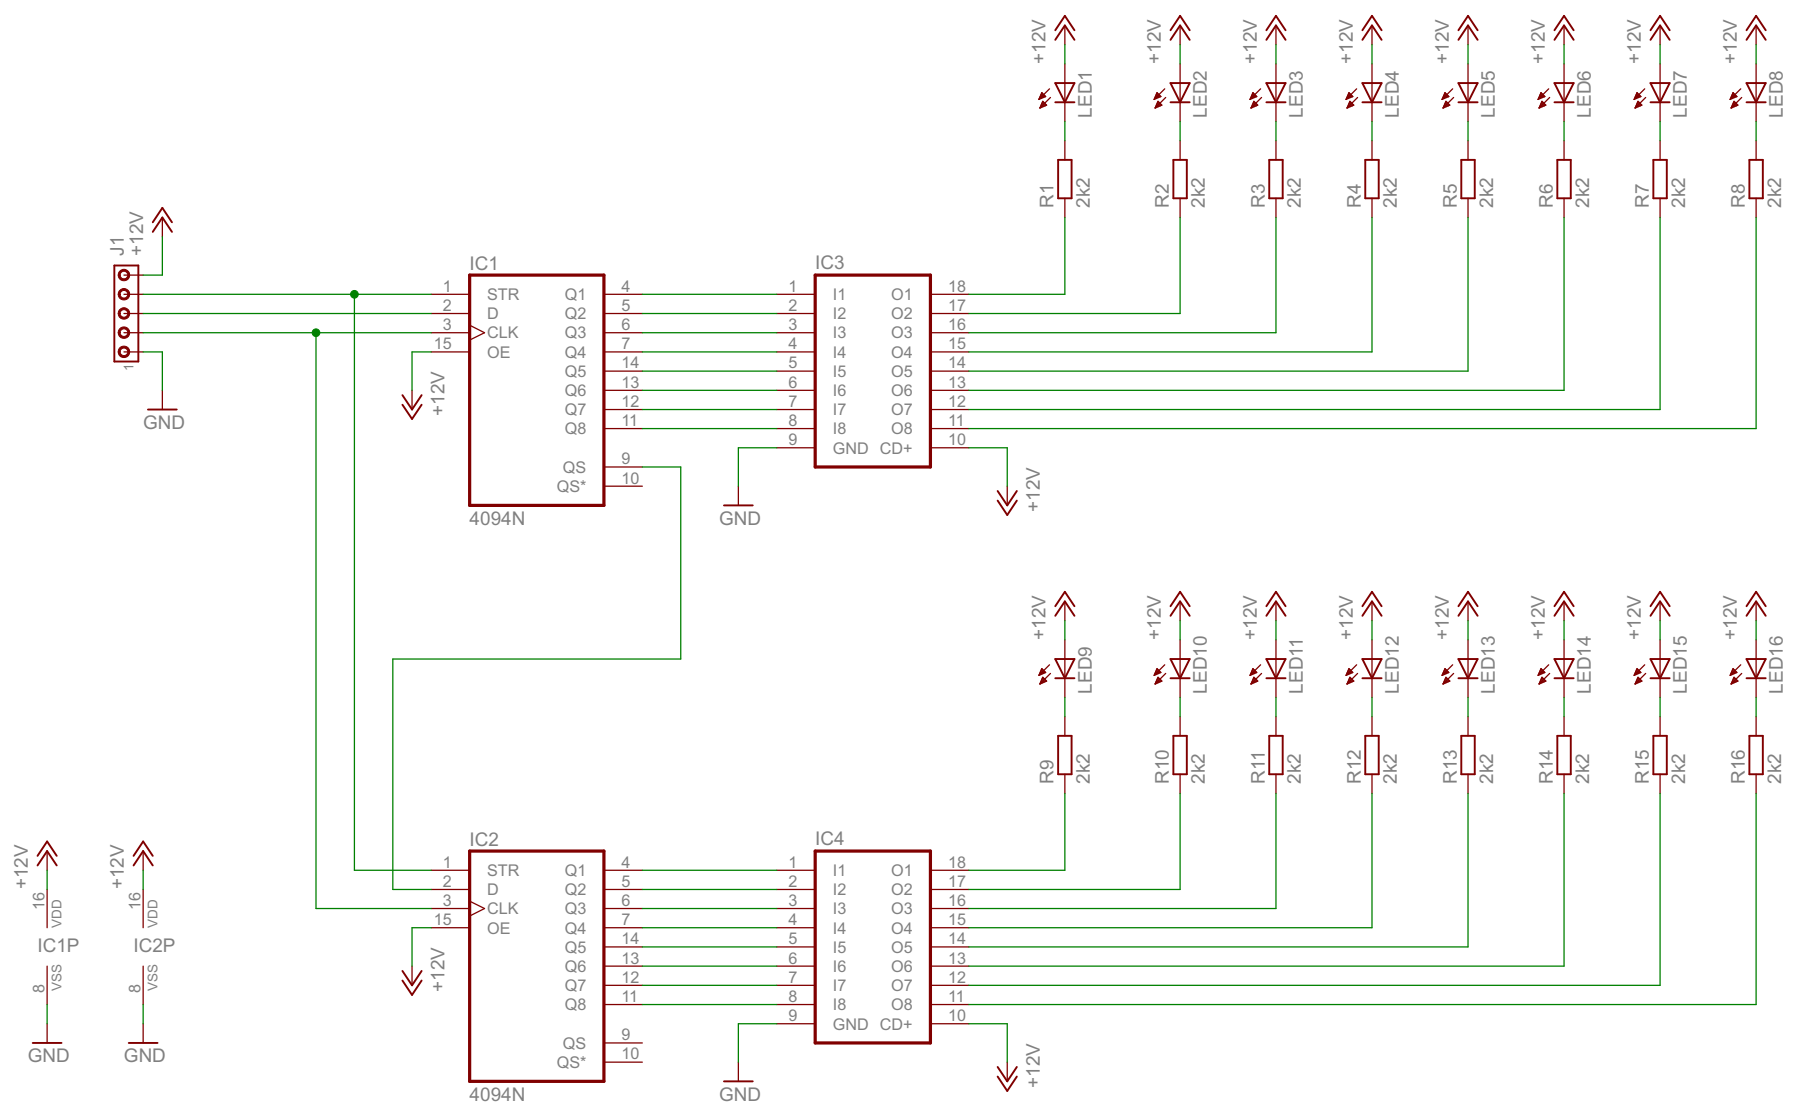 +12V +12V +12V +12V +12V +12V +12V +12V
LED1 LED2 LED3 LED4 LED5 LED6 LED7 LED8
R1 2k2 R2 2k2 R3 2k2 R4 2k2 R5 2k2 R6 2k2 R7 2k2 R8 2k2
J1 +12V
1
GND
IC1
1 STR Q1 4
2 D Q2 5
3 CLK Q3 6
15 OE Q4 7
Q5 14
Q6 13
Q7 12
Q8 11
QS 9
QS* 10
4094N
+12V
IC3
1 I1 O1 18
2 I2 O2 17
3 I3 O3 16
4 I4 O4 15
5 I5 O5 14
6 I6 O6 13
7 I7 O7 12
8 I8 O8 11
9 GND CD+ 10
GND
+12V
+12V +12V +12V +12V +12V +12V +12V +12V
LED9 LED10 LED11 LED12 LED13 LED14 LED15 LED16
R9 2k2 R10 2k2 R11 2k2 R12 2k2 R13 2k2 R14 2k2 R15 2k2 R16 2k2
+12V +12V
16 VDD 16 VDD
IC1P IC2P
8 VSS 8 VSS
GND GND
IC2
1 STR Q1 4
2 D Q2 5
3 CLK Q3 6
15 OE Q4 7
Q5 14
Q6 13
Q7 12
Q8 11
QS 9
QS* 10
4094N
+12V
IC4
1 I1 O1 18
2 I2 O2 17
3 I3 O3 16
4 I4 O4 15
5 I5 O5 14
6 I6 O6 13
7 I7 O7 12
8 I8 O8 11
9 GND CD+ 10
GND
+12V